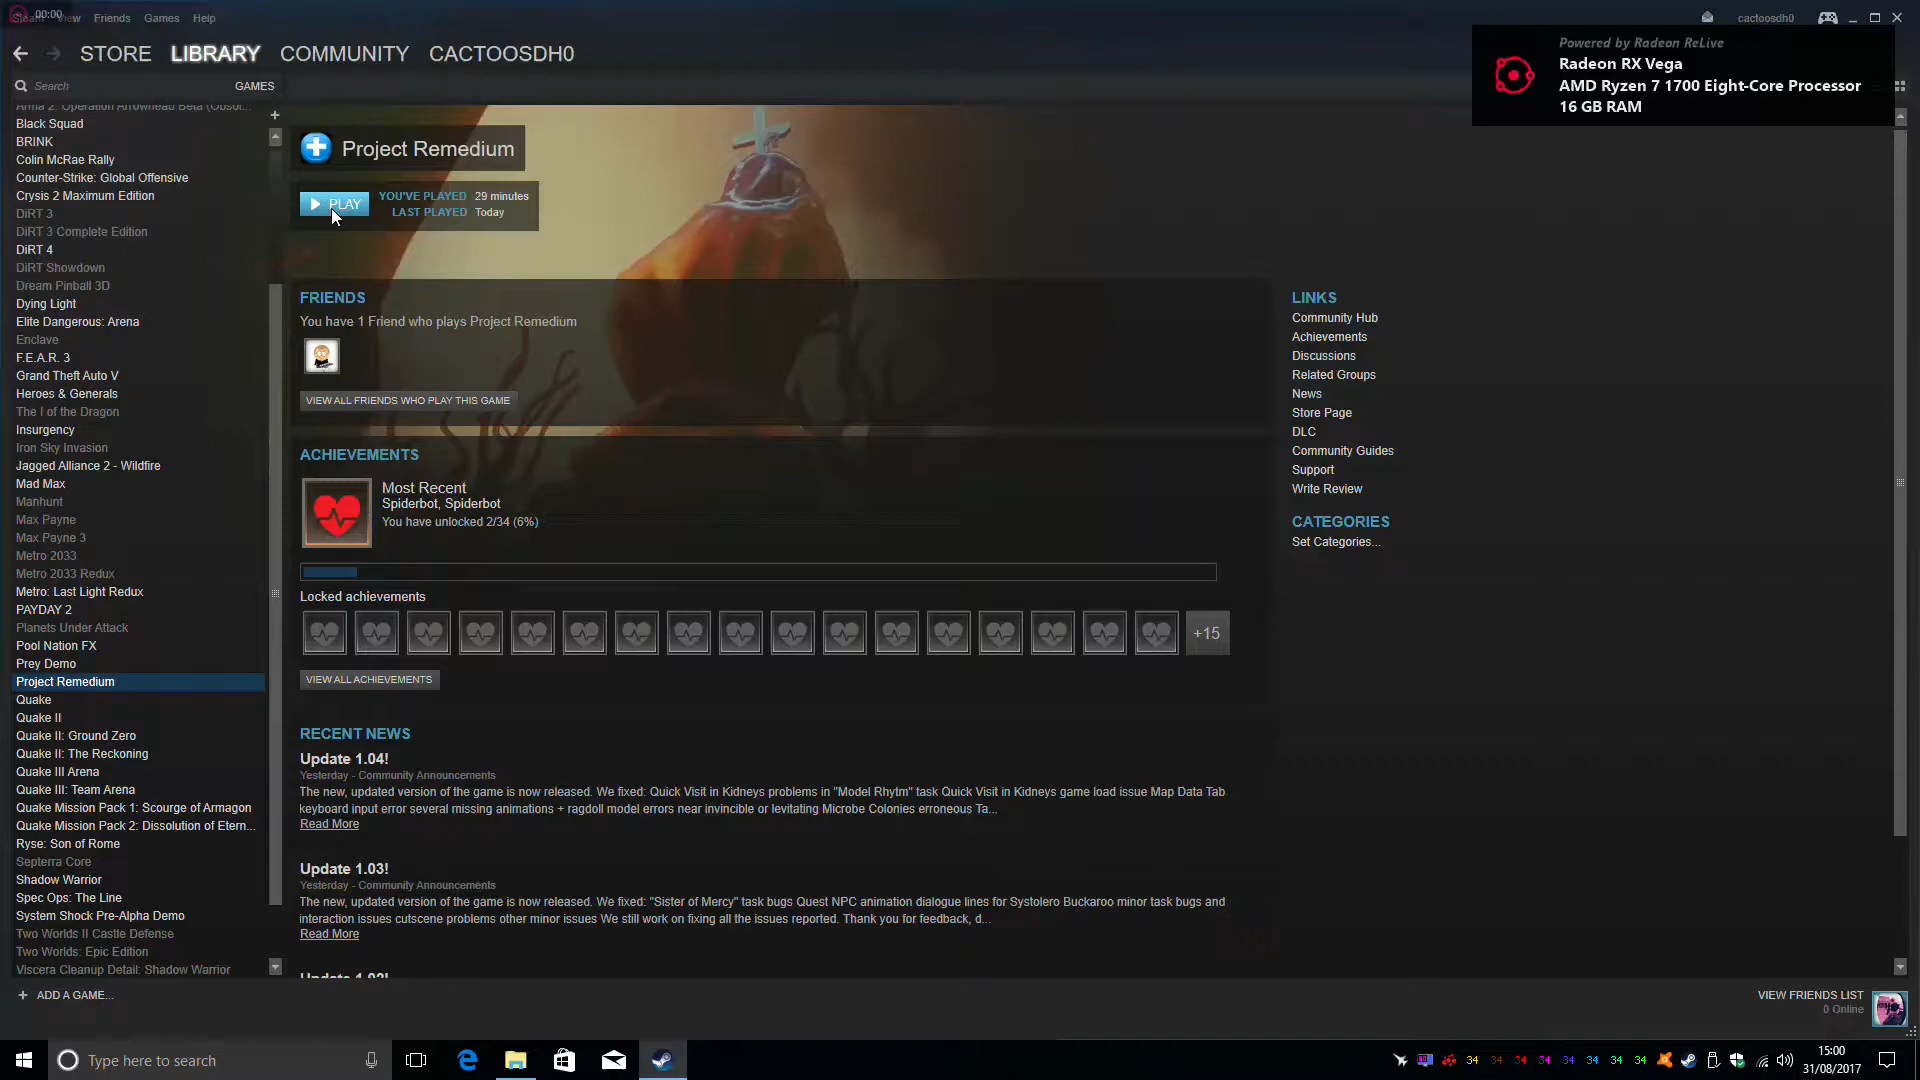 00:00
Steam View Friends Games Help
cactoosdh0
STORE LIBRARY COMMUNITY CACTOOSDH0
Powered by Radeon ReLive
Radeon RX Vega
AMD Ryzen 7 1700 Eight-Core Processor
16 GB RAM
Search GAMES
Arma 2: Operation Arrowhead Beta (Obsol...
Black Squad
BRINK
Colin McRae Rally
Counter-Strike: Global Offensive
Crysis 2 Maximum Edition
DiRT 3
DiRT 3 Complete Edition
DiRT 4
DiRT Showdown
Dream Pinball 3D
Dying Light
Elite Dangerous: Arena
Enclave
F.E.A.R. 3
Grand Theft Auto V
Heroes & Generals
The I of the Dragon
Insurgency
Iron Sky Invasion
Jagged Alliance 2 - Wildfire
Mad Max
Manhunt
Max Payne
Max Payne 3
Metro 2033
Metro 2033 Redux
Metro: Last Light Redux
PAYDAY 2
Planets Under Attack
Pool Nation FX
Prey Demo
Project Remedium
Quake
Quake II
Quake II: Ground Zero
Quake II: The Reckoning
Quake III Arena
Quake III: Team Arena
Quake Mission Pack 1: Scourge of Armagon
Quake Mission Pack 2: Dissolution of Etern...
Ryse: Son of Rome
Septerra Core
Shadow Warrior
Spec Ops: The Line
System Shock Pre-Alpha Demo
Two Worlds II Castle Defense
Two Worlds: Epic Edition
Viscera Cleanup Detail: Shadow Warrior
+ ADD A GAME...
Project Remedium
PLAY
YOU'VE PLAYED 29 minutes
LAST PLAYED Today
FRIENDS
You have 1 Friend who plays Project Remedium
VIEW ALL FRIENDS WHO PLAY THIS GAME
ACHIEVEMENTS
Most Recent
Spiderbot, Spiderbot
You have unlocked 2/34 (6%)
Locked achievements
+15
VIEW ALL ACHIEVEMENTS
RECENT NEWS
Update 1.04!
Yesterday - Community Announcements
The new, updated version of the game is now released. We fixed: Quick Visit in Kidneys problems in "Model Rhytm" task Quick Visit in Kidneys game load issue Map Data Tab
keyboard input error several missing animations + ragdoll model errors near invincible or levitating Microbe Colonies erroneous Ta...
Read More
Update 1.03!
Yesterday - Community Announcements
The new, updated version of the game is now released. We fixed: "Sister of Mercy" task bugs Quest NPC animation dialogue lines for Systolero Buckaroo minor task bugs and
interaction issues cutscene problems other minor issues We still work on fixing all the issues reported. Thank you for feedback, d...
Read More
Update 1.02!
LINKS
Community Hub
Achievements
Discussions
Related Groups
News
Store Page
DLC
Community Guides
Support
Write Review
CATEGORIES
Set Categories...
VIEW FRIENDS LIST
0 Online
Type here to search
34 34 34 34 34 34 34 34
15:00
31/08/2017